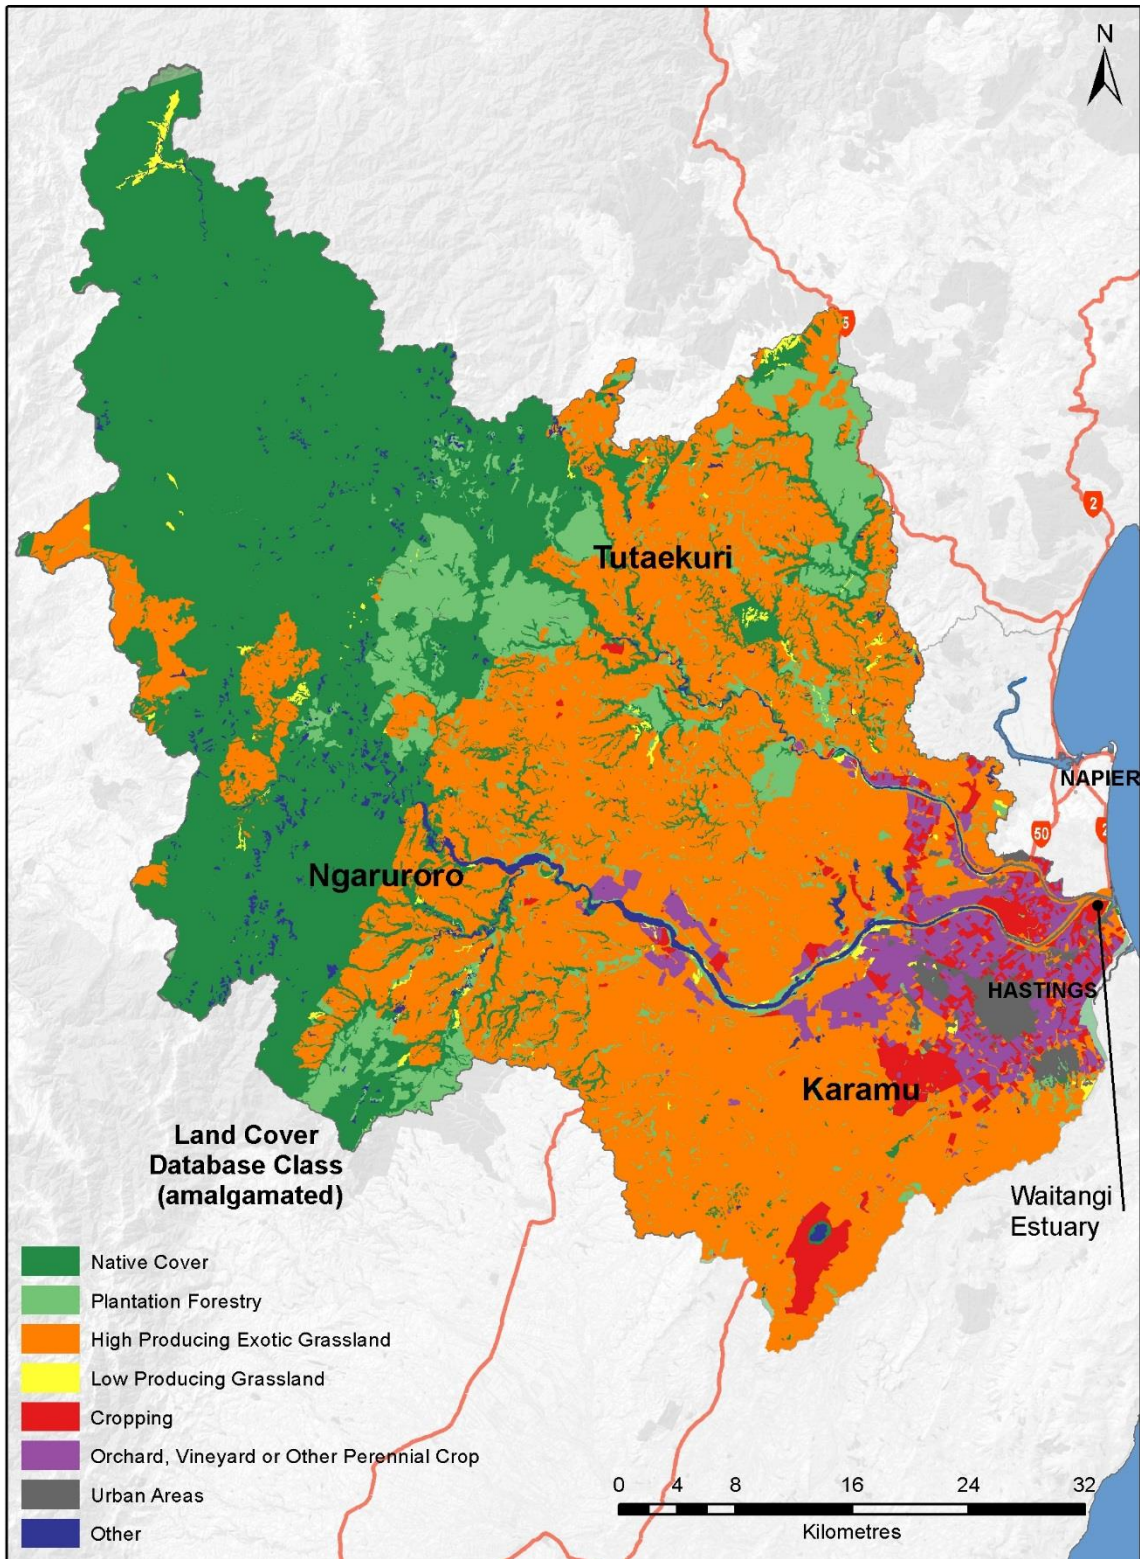 N
5
2
Tutaekuri
NAPIER
50
2
Ngaruroro
HASTINGS
Karamu
Land Cover
Database Class
(amalgamated)
Waitangi
Estuary
Native Cover
Plantation Forestry
High Producing Exotic Grassland
Low Producing Grassland
Cropping
Orchard, Vineyard or Other Perennial Crop
Urban Areas
Other
0 4 8 16 24 32
Kilometres